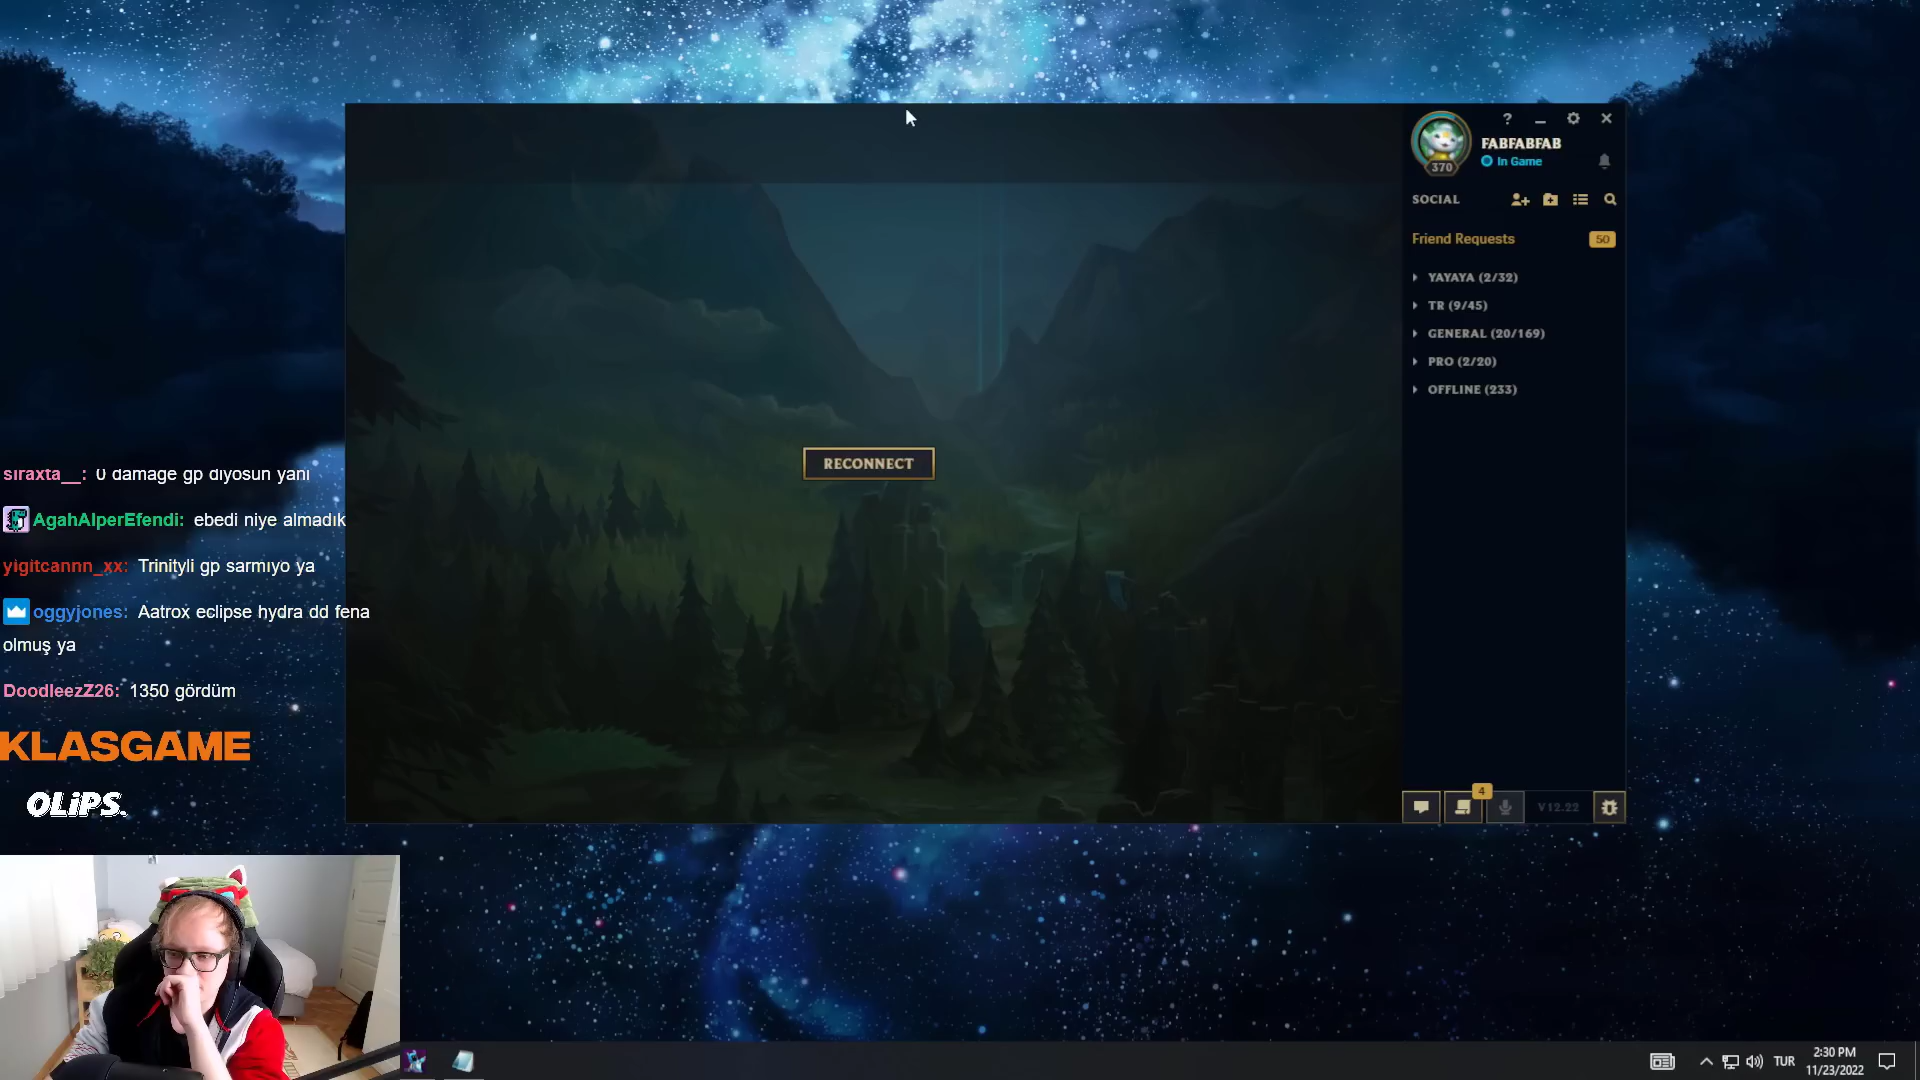 ?
FABFABFAB
370
In Game
SOCIAL
Friend Requests
50
YAYAYA (2/32)
TR (9/45)
GENERAL (20/169)
PRO (2/20)
OFFLINE (233)
RECONNECT
sıraxta__: 0 damage gp diyosun yani
AgahAlperEfendi: ebedi niye almadık
yigitcannn_xx: Trinityli gp sarmıyo ya
oggyjones: Aatrox eclipse hydra dd fena
olmuş ya
DoodleezZ26: 1350 gördüm
KLASGAME
OLiPS.
4
V12.22
TUR
2:30 PM
11/23/2022